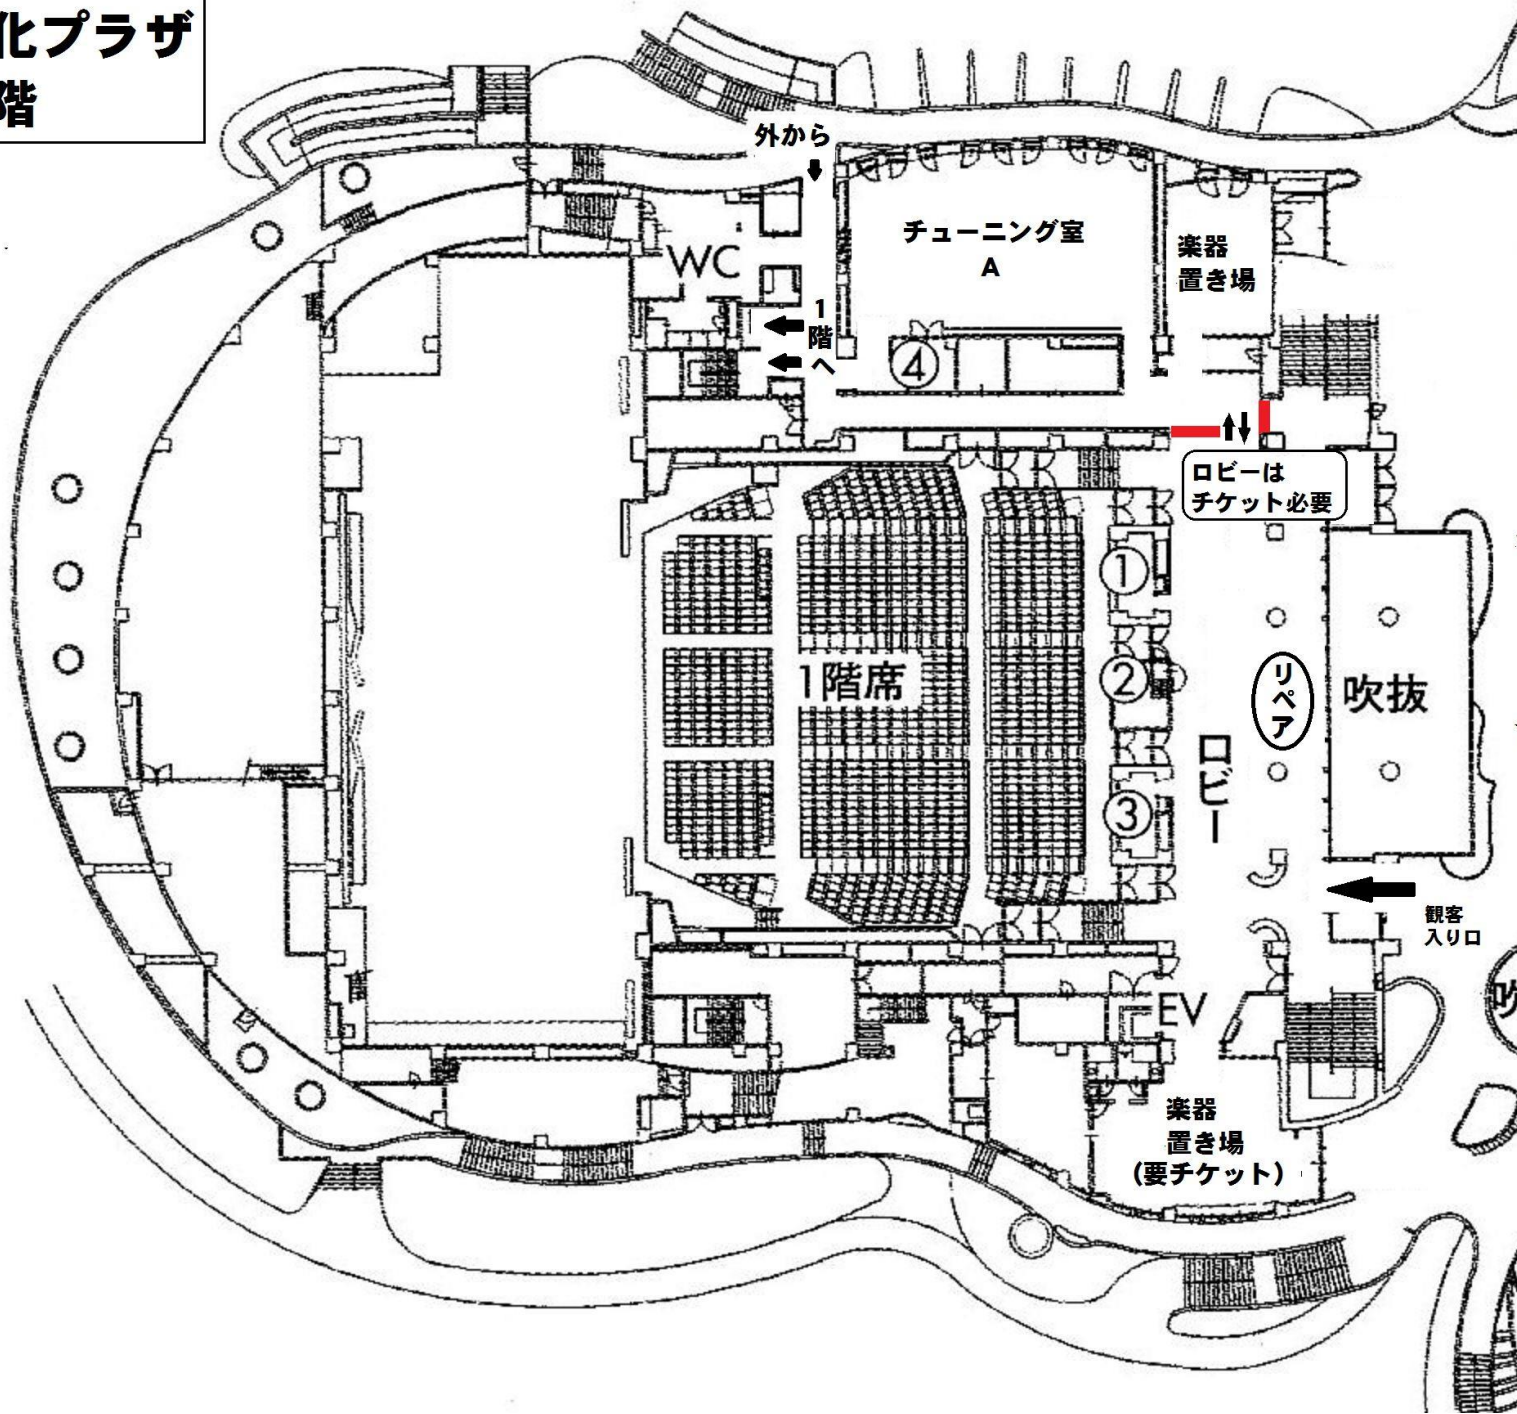 化プラザ
階
外から
チューニング室
A
楽器
置き場
WC
1
階
へ
④
ロビーは
チケット必要
①
②
③
1階席
リペア
吹抜
ロビー
観客
入り口
吹
EV
楽器
置き場
(要チケット)